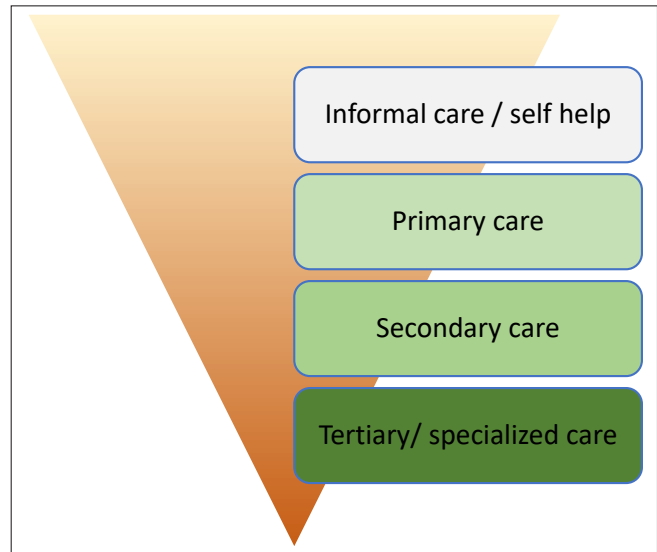 Informal care / self help
Primary care
Secondary care
Tertiary/ specialized care